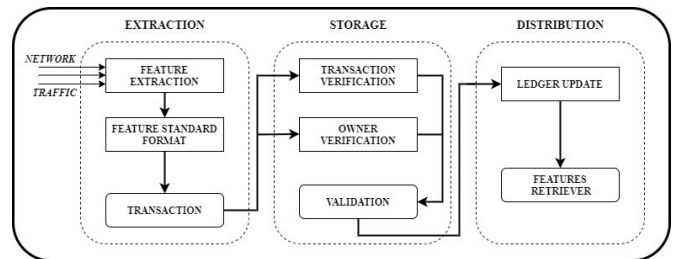 EXTRACTION
STORAGE
DISTRIBUTION
NETWORK
TRAFFIC
FEATURE
EXTRACTION
FEATURE STANDARD
FORMAT
TRANSACTION
TRANSACTION
VERIFICATION
OWNER
VERIFICATION
VALIDATION
LEDGER UPDATE
FEATURES
RETRIEVER